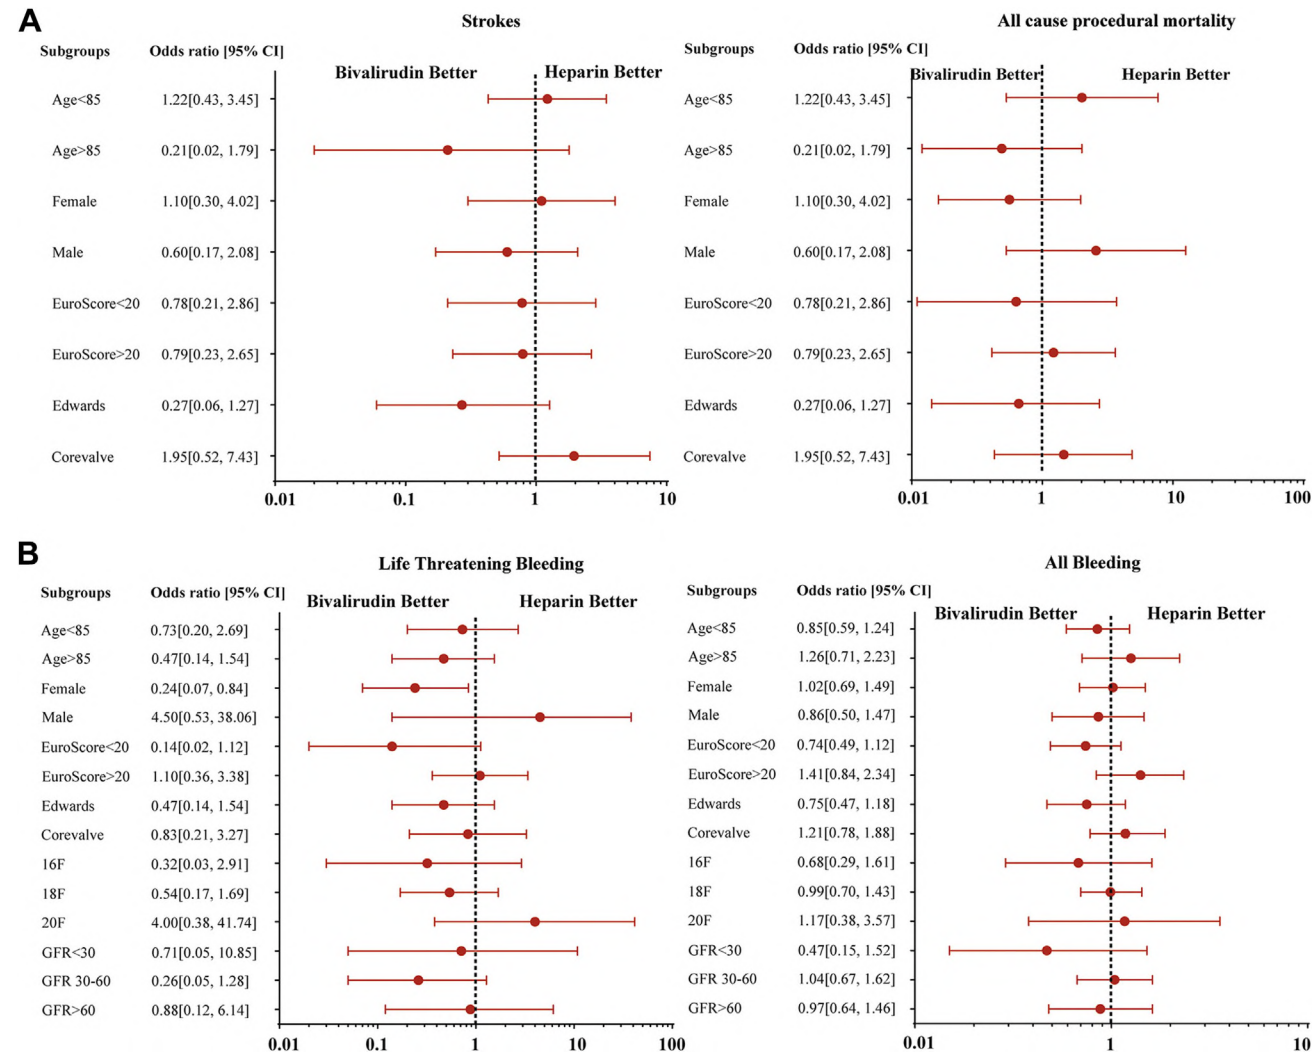 A
Strokes
Subgroups Odds ratio [95% CI]
Bivalirudin Better Heparin Better
Age<85 1.22[0.43, 3.45]
Age>85 0.21[0.02, 1.79]
Female 1.10[0.30, 4.02]
Male 0.60[0.17, 2.08]
EuroScore<20 0.78[0.21, 2.86]
EuroScore>20 0.79[0.23, 2.65]
Edwards 0.27[0.06, 1.27]
Corevalve 1.95[0.52, 7.43]
0.01 0.1 1 10
All cause procedural mortality
Subgroups Odds ratio [95% CI]
Bivalirudin Better Heparin Better
Age<85 1.22[0.43, 3.45]
Age>85 0.21[0.02, 1.79]
Female 1.10[0.30, 4.02]
Male 0.60[0.17, 2.08]
EuroScore<20 0.78[0.21, 2.86]
EuroScore>20 0.79[0.23, 2.65]
Edwards 0.27[0.06, 1.27]
Corevalve 1.95[0.52, 7.43]
0.01 1 10 100
B
Life Threatening Bleeding
Subgroups Odds ratio [95% CI]
Bivalirudin Better Heparin Better
Age<85 0.73[0.20, 2.69]
Age>85 0.47[0.14, 1.54]
Female 0.24[0.07, 0.84]
Male 4.50[0.53, 38.06]
EuroScore<20 0.14[0.02, 1.12]
EuroScore>20 1.10[0.36, 3.38]
Edwards 0.47[0.14, 1.54]
Corevalve 0.83[0.21, 3.27]
16F 0.32[0.03, 2.91]
18F 0.54[0.17, 1.69]
20F 4.00[0.38, 41.74]
GFR<30 0.71[0.05, 10.85]
GFR 30-60 0.26[0.05, 1.28]
GFR>60 0.88[0.12, 6.14]
0.01 0.1 1 10 100
All Bleeding
Subgroups Odds ratio [95% CI]
Bivalirudin Better Heparin Better
Age<85 0.85[0.59, 1.24]
Age>85 1.26[0.71, 2.23]
Female 1.02[0.69, 1.49]
Male 0.86[0.50, 1.47]
EuroScore<20 0.74[0.49, 1.12]
EuroScore>20 1.41[0.84, 2.34]
Edwards 0.75[0.47, 1.18]
Corevalve 1.21[0.78, 1.88]
16F 0.68[0.29, 1.61]
18F 0.99[0.70, 1.43]
20F 1.17[0.38, 3.57]
GFR<30 0.47[0.15, 1.52]
GFR 30-60 1.04[0.67, 1.62]
GFR>60 0.97[0.64, 1.46]
0.01 1 10